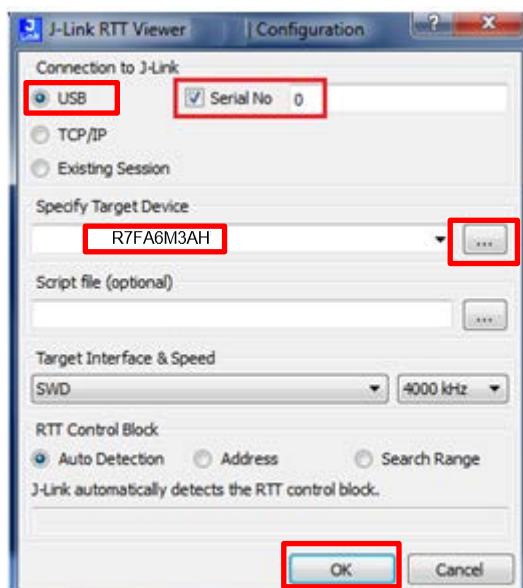 J-Link RTT Viewer | Configuration
Connection to J-Link
USB Serial No 0
TCP/IP
Existing Session
Specify Target Device
R7FA6M3AH ...
Script file (optional)
...
Target Interface & Speed
SWD 4000 kHz
RTT Control Block
Auto Detection Address Search Range
J-Link automatically detects the RTT control block.
OK Cancel